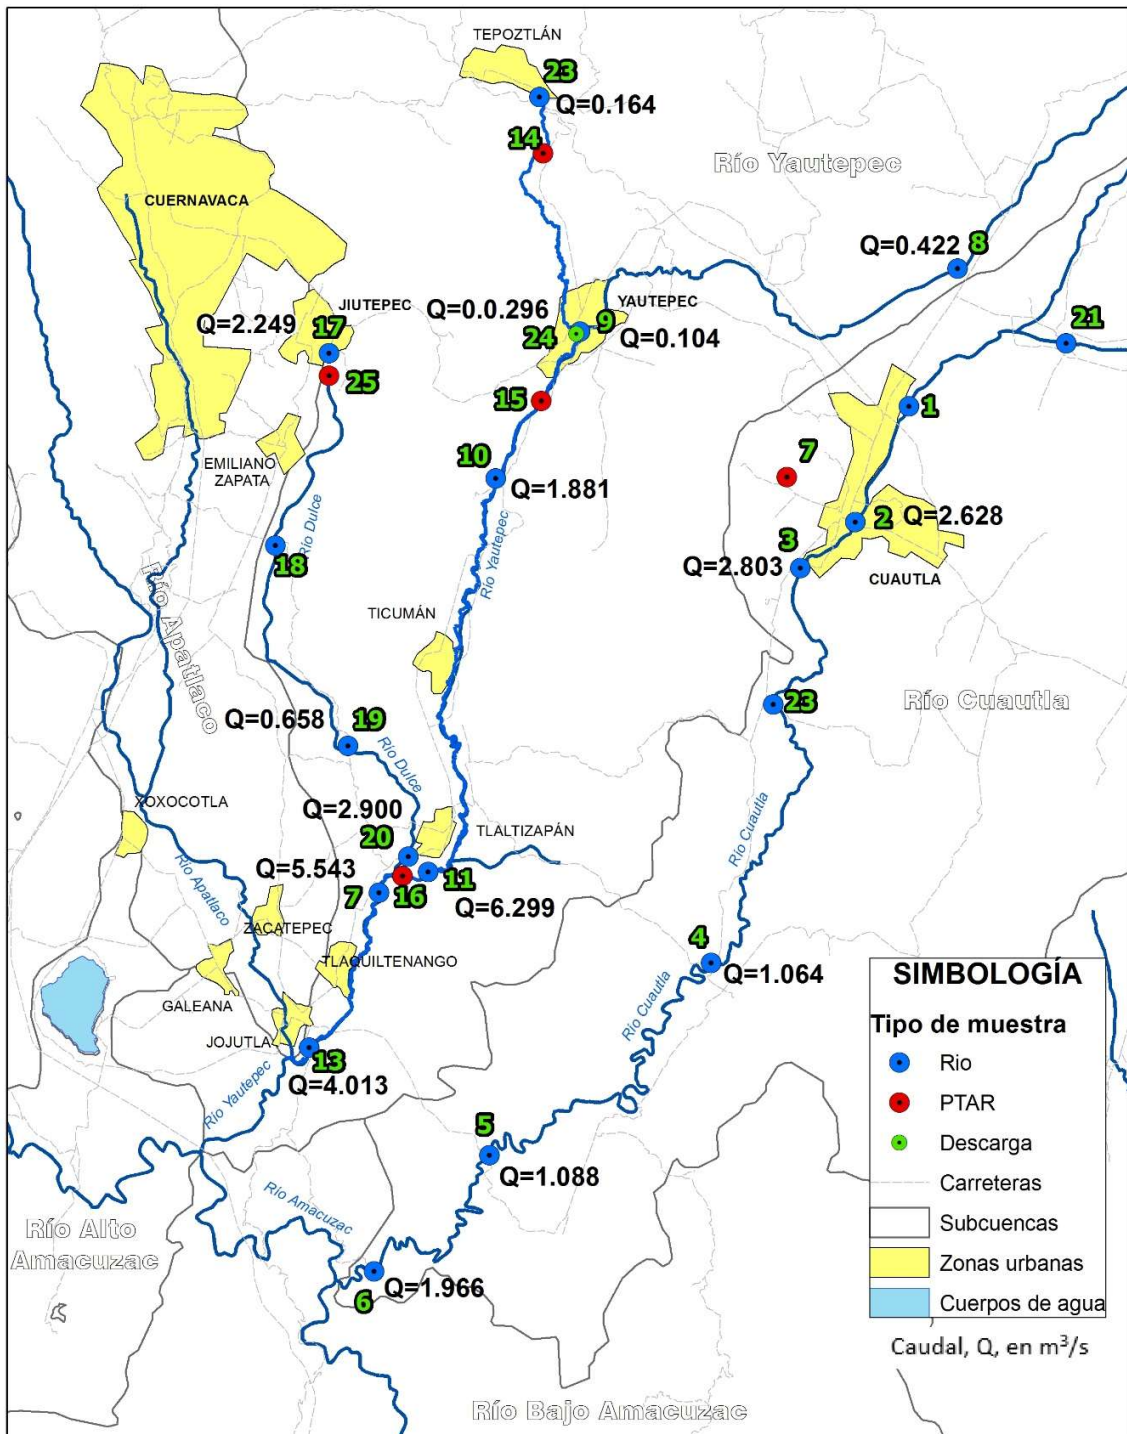 TEPOZTLÁN
23
Q=0.164
14
Río Yautepec
CUERNAVACA
8
Q=0.422
JIUTEPEC
YAUTEPEC
Q=0.0.296
9
21
Q=2.249
17
24
Q=0.104
25
15
1
7
10
EMILIANO
ZAPATA
Q=1.881
2
Q=2.628
Río Dulce
3
18
Río Yautepec
Q=2.803
CUAUTLA
Río Apatlaco
TICUMÁN
23
Río Cuautla
Q=0.658
19
Río Dulce
XOXOCOTLA
Q=2.900
TLALTIZAPÁN
Río Cuautla
20
Río Apatlaco
Q=5.543
7
16
11
Q=6.299
ZACATEPEC
4
TLAQUILTENANGO
Q=1.064
GALEANA
Río Cuautla
JOJUTLA
13
Río Yautepec
Q=4.013
5
Q=1.088
Río Amacuzac
Río Alto
Amacuzac
Q=1.966
6
Río Bajo Amacuzac
SIMBOLOGÍA
Tipo de muestra
Rio
PTAR
Descarga
Carreteras
Subcuencas
Zonas urbanas
Cuerpos de agua
Caudal, Q, en m³/s